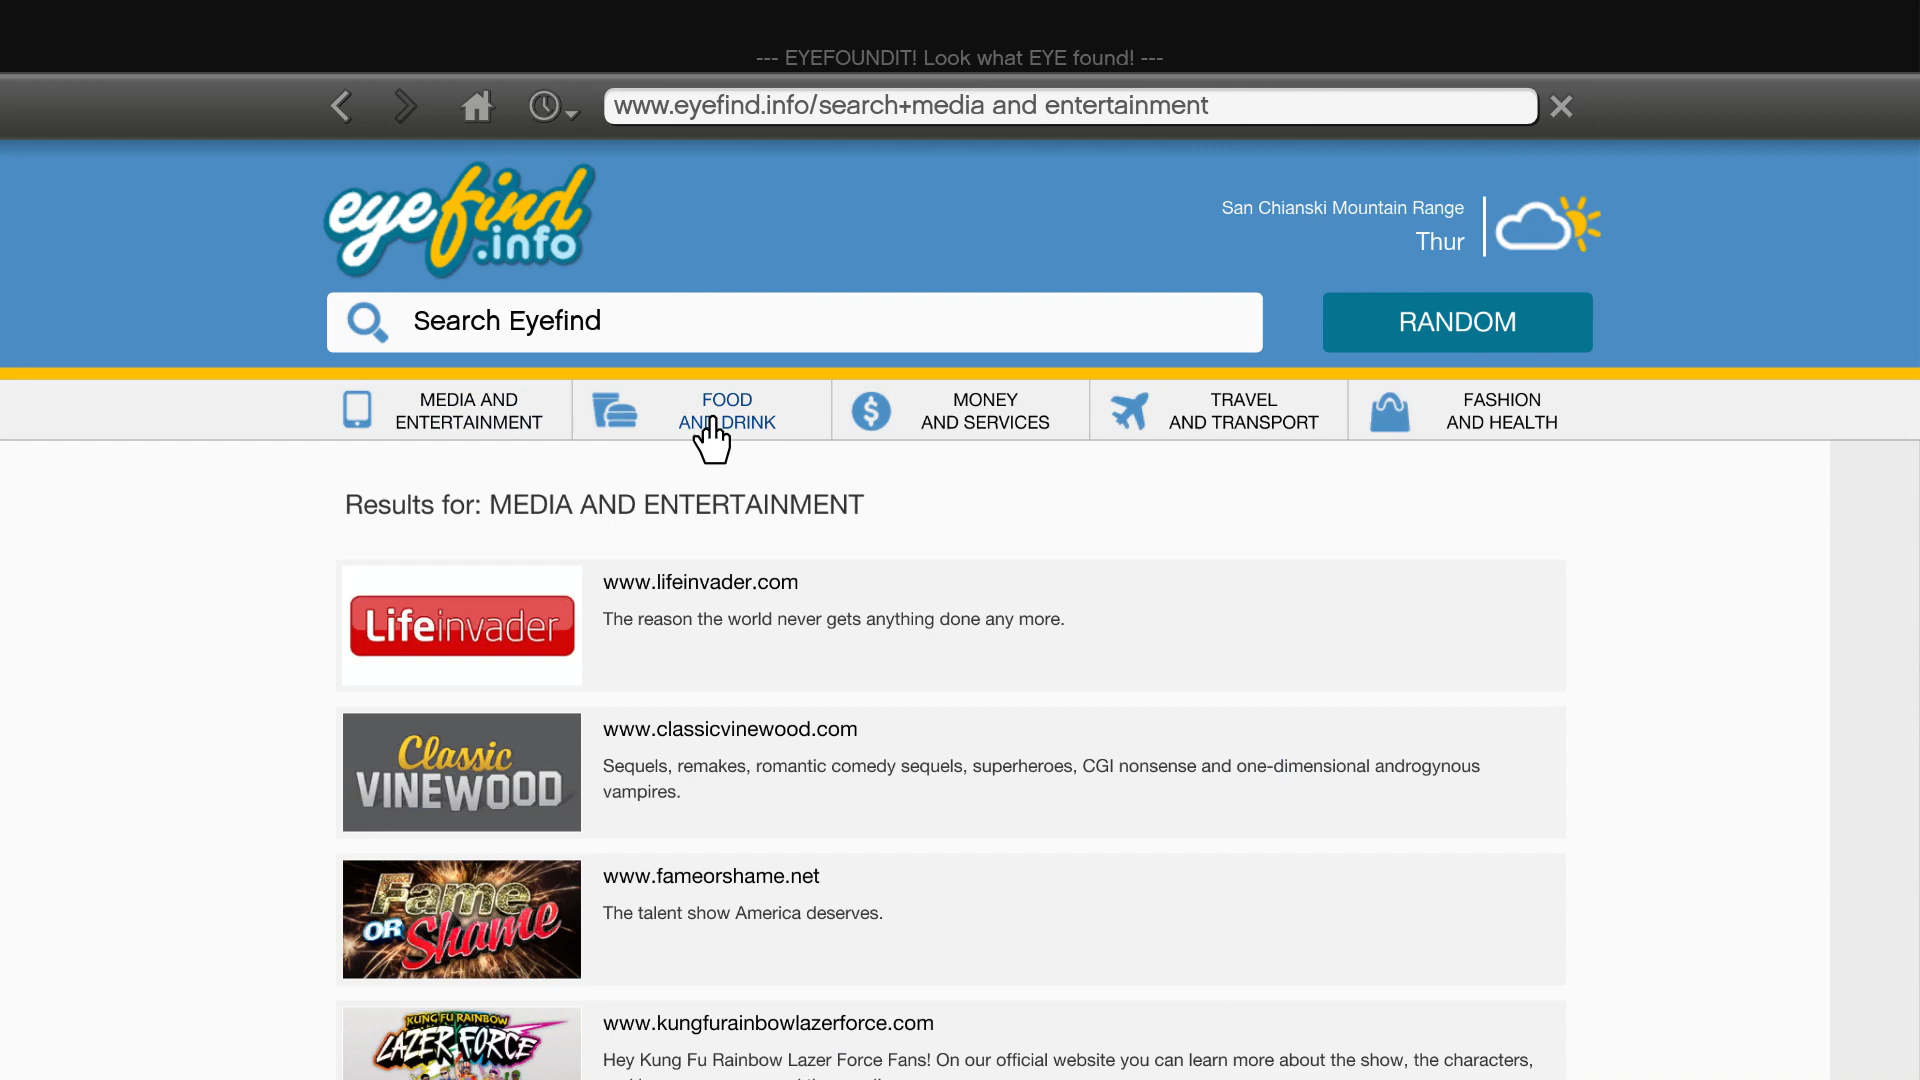 --- EYEFOUNDIT! Look what EYE found! ---
www.eyefind.info/search+media and entertainment
eyefind
.info
San Chianski Mountain Range
Thur
Search Eyefind
RANDOM
MEDIA AND
ENTERTAINMENT
FOOD
AND DRINK
MONEY
AND SERVICES
TRAVEL
AND TRANSPORT
FASHION
AND HEALTH
Results for: MEDIA AND ENTERTAINMENT
Lifeinvader
www.lifeinvader.com
The reason the world never gets anything done any more.
Classic
VINEWOOD
www.classicvinewood.com
Sequels, remakes, romantic comedy sequels, superheroes, CGI nonsense and one-dimensional androgynous
vampires.
Fame
OR Shame
www.fameorshame.net
The talent show America deserves.
KUNG FU RAINBOW
LAZER FORCE
www.kungfurainbowlazerforce.com
Hey Kung Fu Rainbow Lazer Force Fans! On our official website you can learn more about the show, the characters,